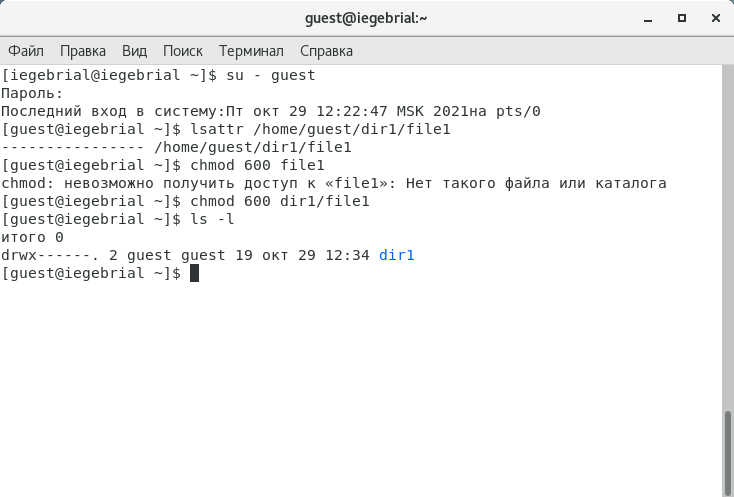 guest@iegebrial:~
Файл Правка Вид Поиск Терминал Справка
[iegebrial@iegebrial ~]$ su - guest
Пароль:
Последний вход в систему:Пт окт 29 12:22:47 MSK 2021на pts/0
[guest@iegebrial ~]$ lsattr /home/guest/dir1/file1
---------------- /home/guest/dir1/file1
[guest@iegebrial ~]$ chmod 600 file1
chmod: невозможно получить доступ к «file1»: Нет такого файла или каталога
[guest@iegebrial ~]$ chmod 600 dir1/file1
[guest@iegebrial ~]$ ls -l
итого 0
drwx------. 2 guest guest 19 окт 29 12:34 dir1
[guest@iegebrial ~]$